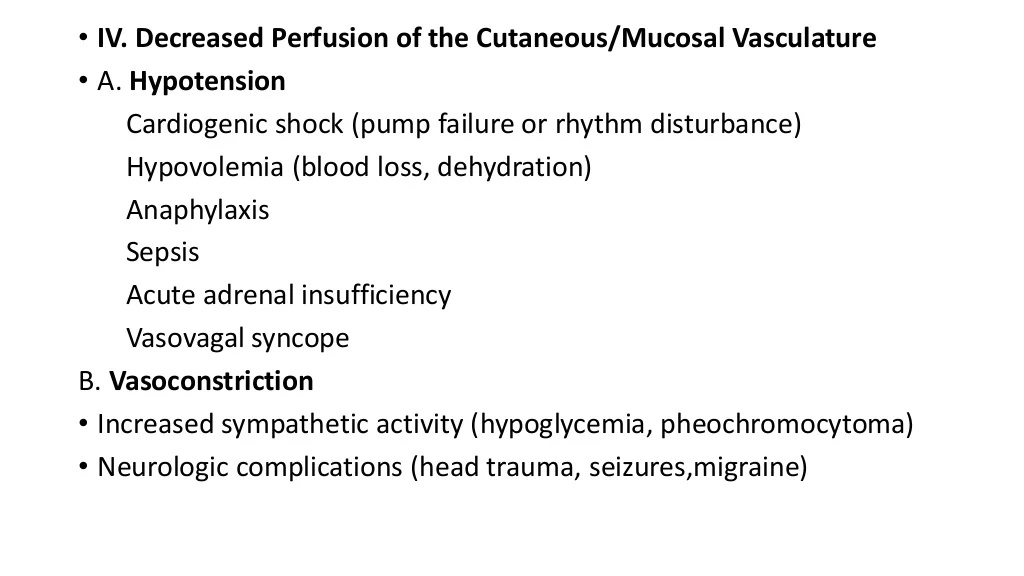 • IV. Decreased Perfusion of the Cutaneous/Mucosal Vasculature
• A. Hypotension
Cardiogenic shock (pump failure or rhythm disturbance)
Hypovolemia (blood loss, dehydration)
Anaphylaxis
Sepsis
Acute adrenal insufficiency
Vasovagal syncope
B. Vasoconstriction
• Increased sympathetic activity (hypoglycemia, pheochromocytoma)
• Neurologic complications (head trauma, seizures,migraine)